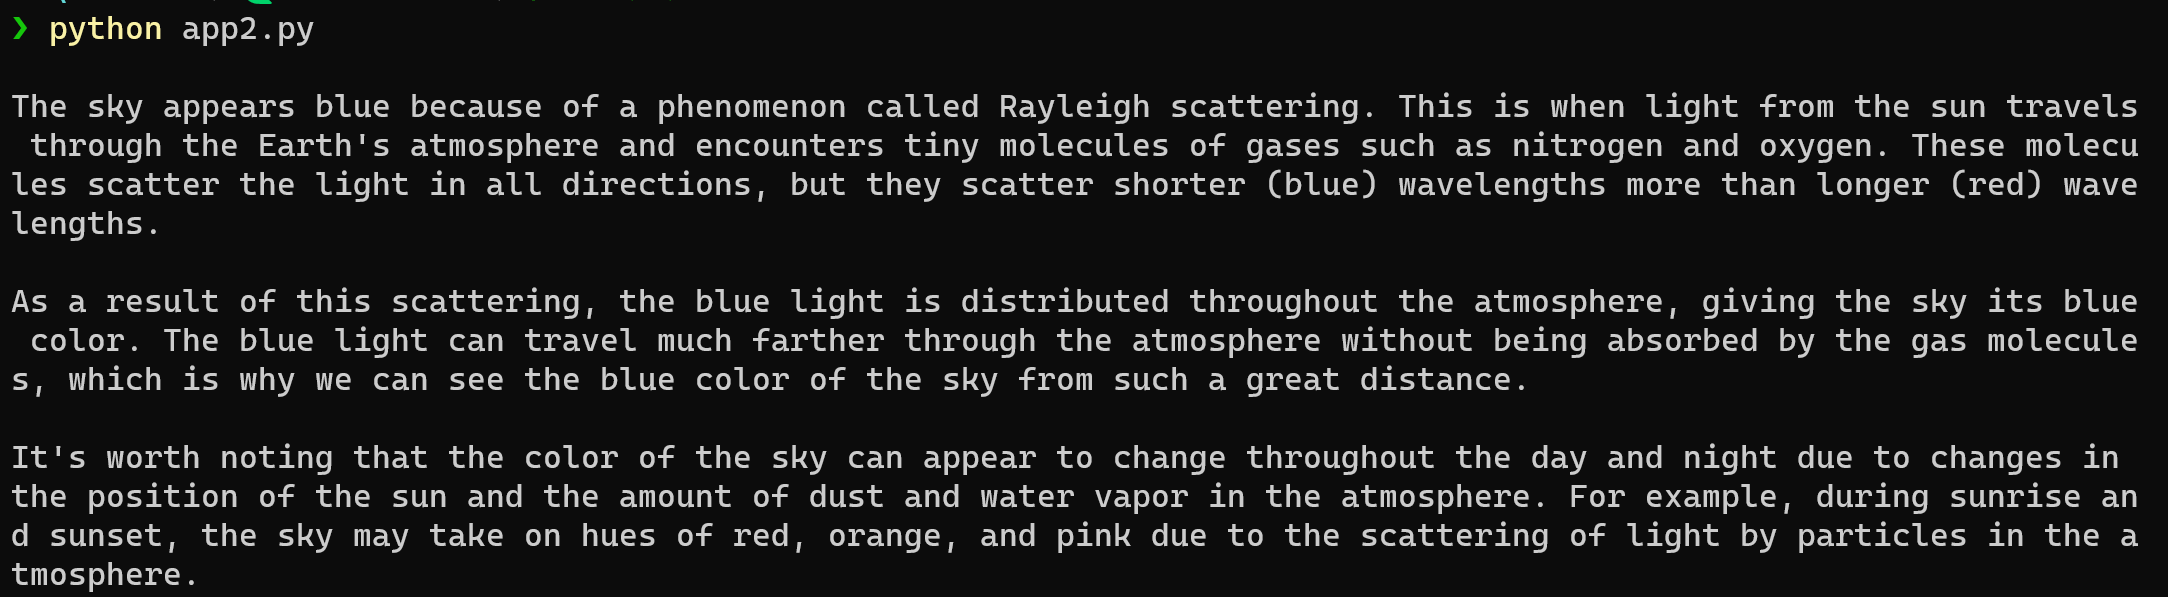 ❯ python app2.py
The sky appears blue because of a phenomenon called Rayleigh scattering. This is when light from the sun travels
through the Earth's atmosphere and encounters tiny molecules of gases such as nitrogen and oxygen. These molecu
les scatter the light in all directions, but they scatter shorter (blue) wavelengths more than longer (red) wave
lengths.
As a result of this scattering, the blue light is distributed throughout the atmosphere, giving the sky its blue
color. The blue light can travel much farther through the atmosphere without being absorbed by the gas molecule
s, which is why we can see the blue color of the sky from such a great distance.
It's worth noting that the color of the sky can appear to change throughout the day and night due to changes in
the position of the sun and the amount of dust and water vapor in the atmosphere. For example, during sunrise an
d sunset, the sky may take on hues of red, orange, and pink due to the scattering of light by particles in the a
tmosphere.